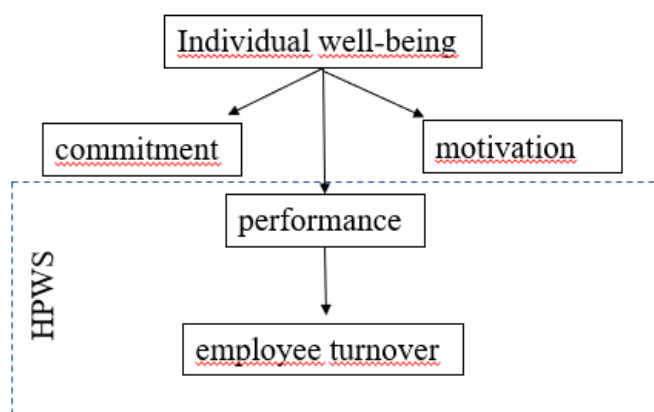 Individual well-being
commitment
motivation
performance
HPWS
employee turnover